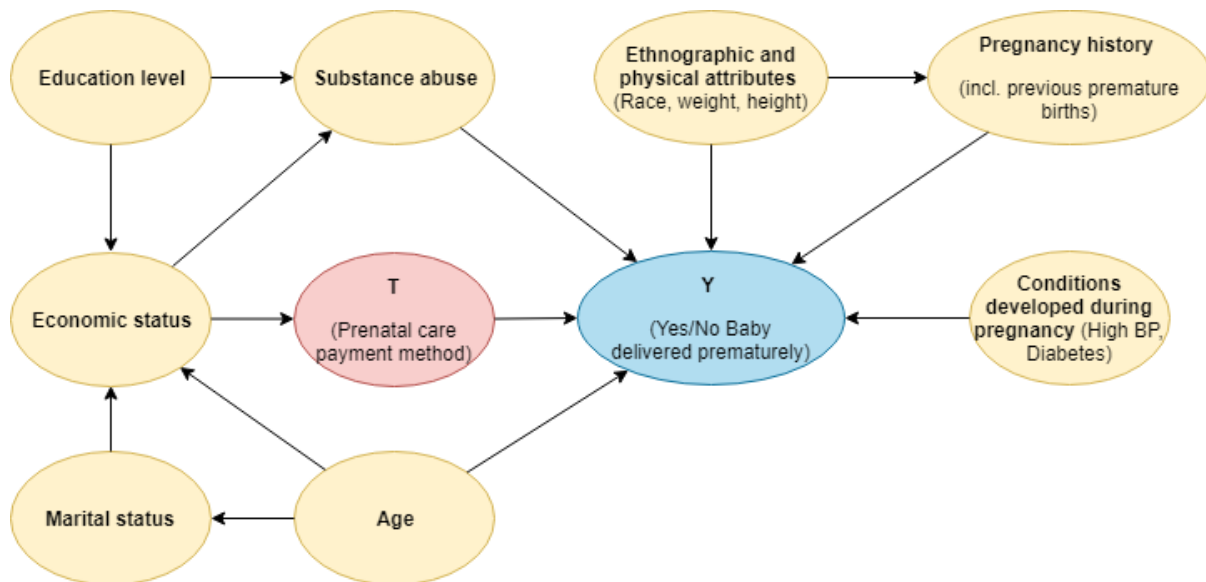 Education level
Substance abuse
Ethnographic and
physical attributes
(Race, weight, height)
Pregnancy history
(incl. previous premature
births)
Economic status
T
(Prenatal care
payment method)
Y
(Yes/No Baby
delivered prematurely)
Conditions
developed during
pregnancy (High BP,
Diabetes)
Marital status
Age